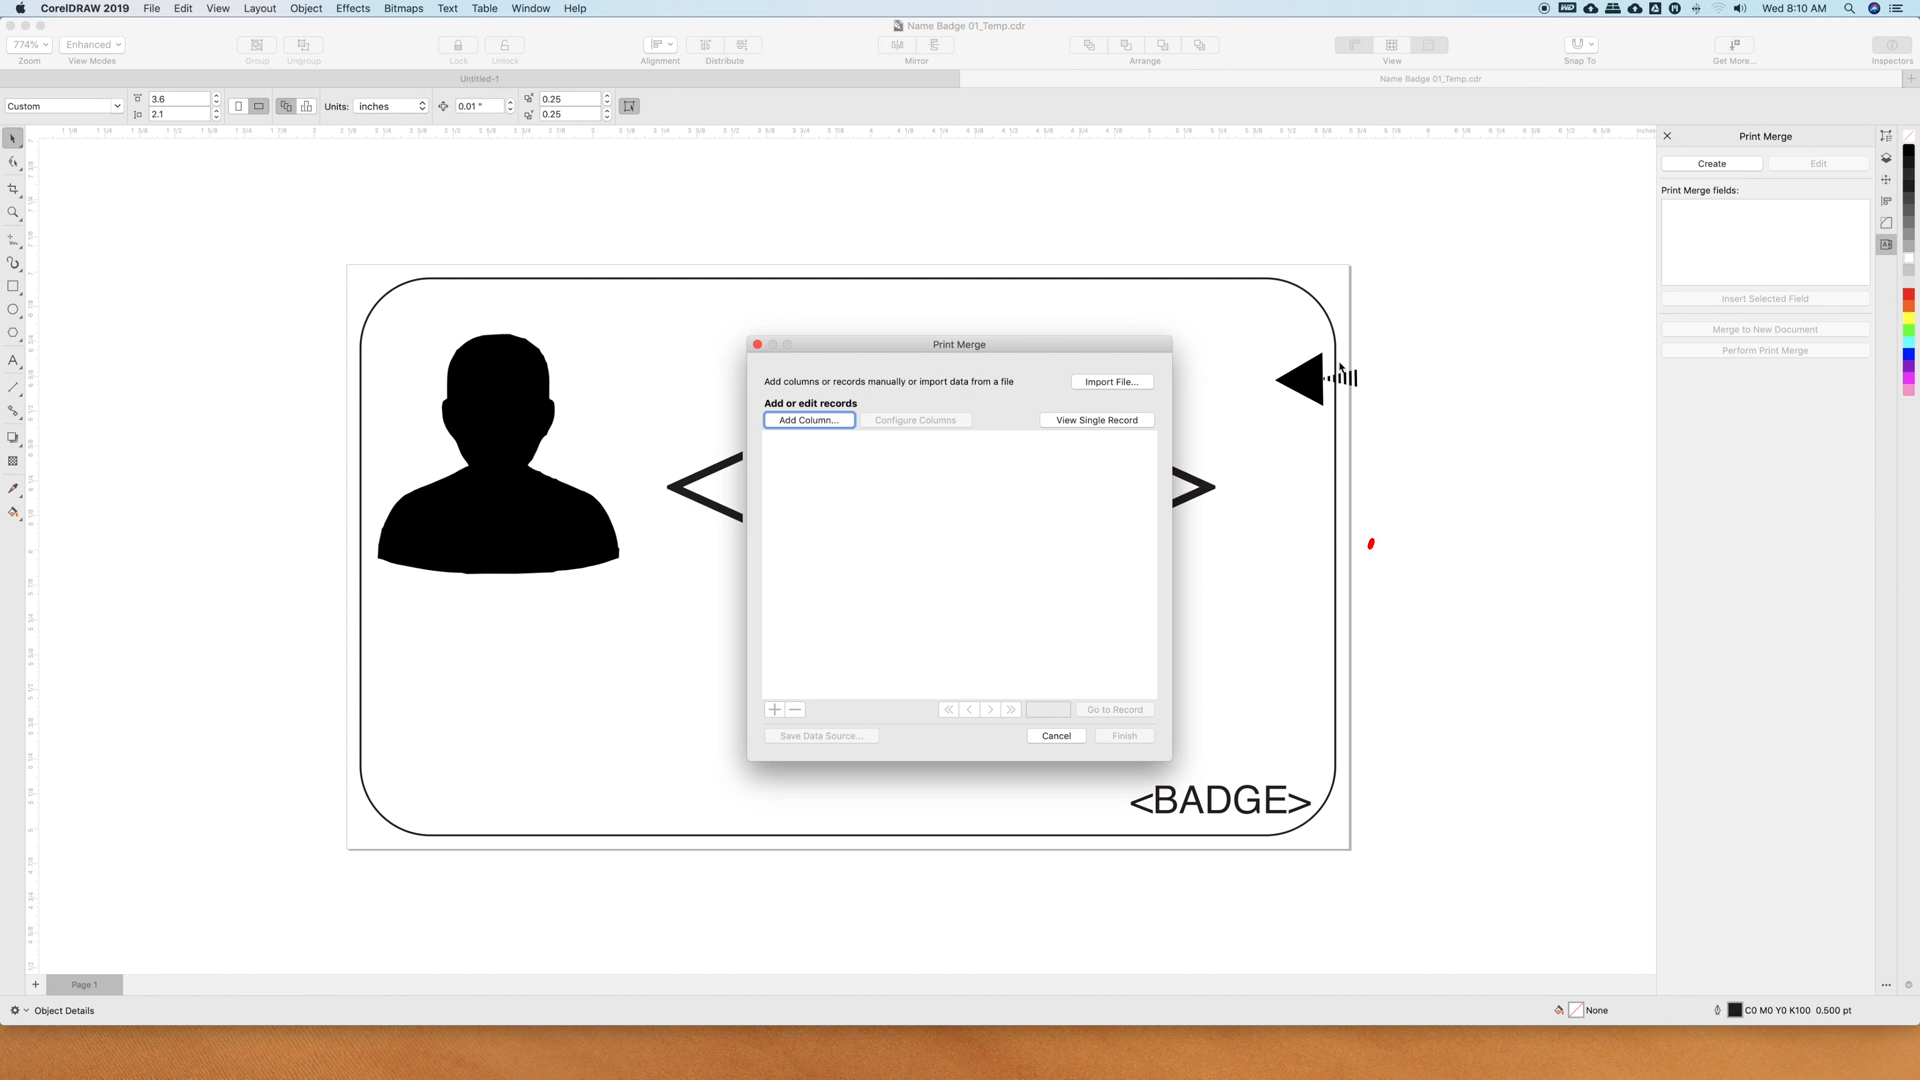 CorelDRAW 2019 File Edit View Layout Object Effects Bitmaps Text Table Window Help Wed 8:10 AM
Name Badge 01_Temp.cdr
774% Enhanced
Zoom View Modes Group Ungroup Lock Unlock Alignment Distribute Mirror Arrange View Snap To Get More... Inspectors
Untitled-1 Name Badge 01_Temp.cdr
Custom 3.6 Units: inches 0.01 " 0.25
2.1 0.25
Print Merge
Create Edit
Print Merge fields:
Insert Selected Field
Merge to New Document
Perform Print Merge
Print Merge
Add columns or records manually or import data from a file Import File...
Add or edit records
Add Column... Configure Columns View Single Record
Go to Record
Save Data Source... Cancel Finish
<BADGE>
Page 1
Object Details None C0 M0 Y0 K100 0.500 pt